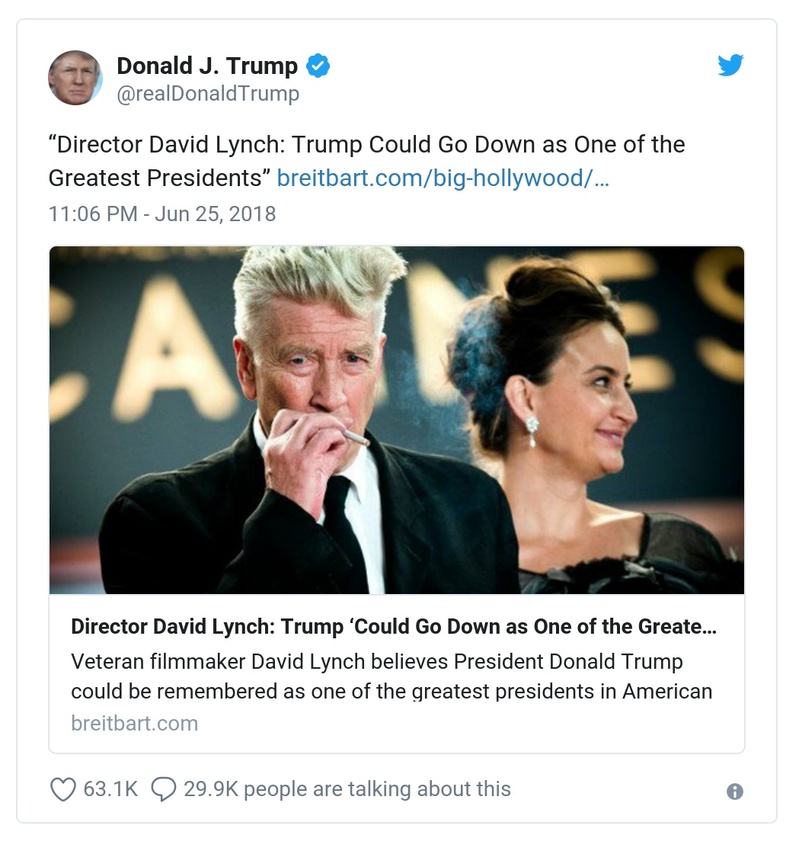 Donald J. Trump
@realDonaldTrump
“Director David Lynch: Trump Could Go Down as One of the
Greatest Presidents” breitbart.com/big-hollywood/…
11:06 PM - Jun 25, 2018
CANNES
Director David Lynch: Trump ‘Could Go Down as One of the Greate…
Veteran filmmaker David Lynch believes President Donald Trump
could be remembered as one of the greatest presidents in American
breitbart.com
63.1K 29.9K people are talking about this